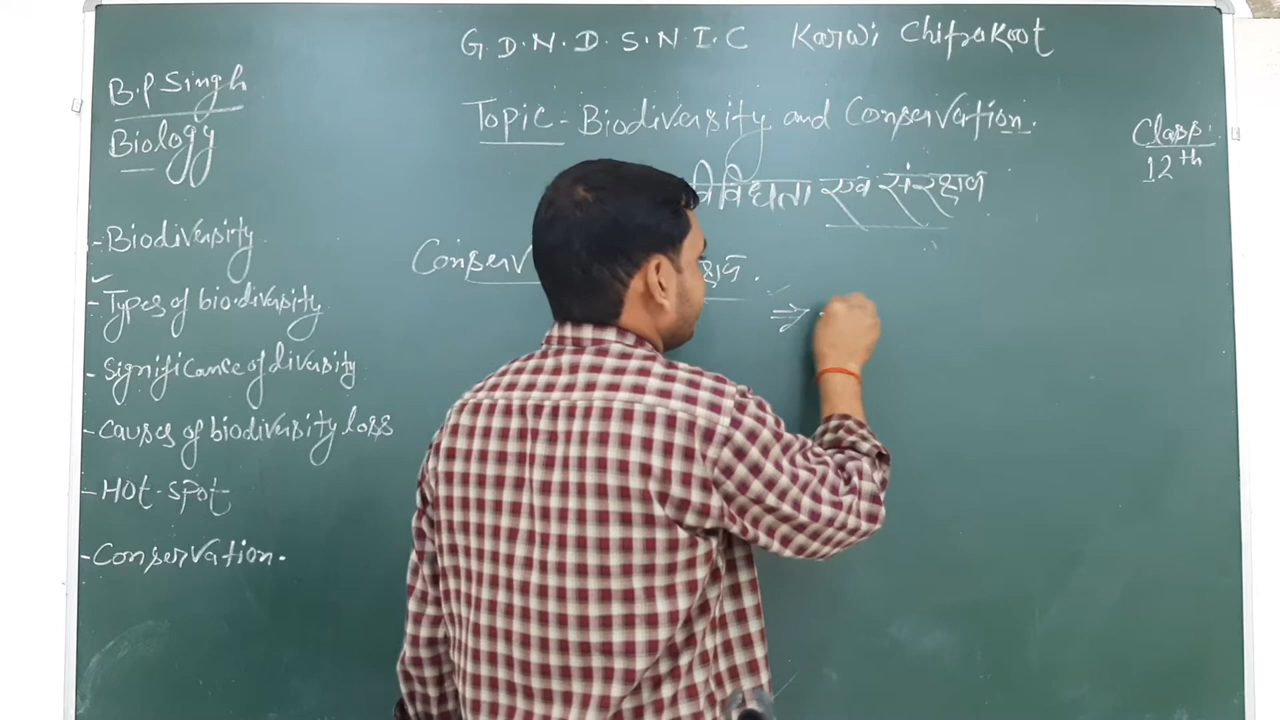 G.D.N.D.S.N.I.C Karwi Chitrakoot
B.P Singh
Biology
Topic - Biodiversity and Conservation.
विविधता एवं संरक्षण
Class:
12th
- Biodiversity
- Types of biodiversity
- Significance of diversity
- Causes of biodiversity loss
- Hot-spot
- Conservation.
Conserv
⇒